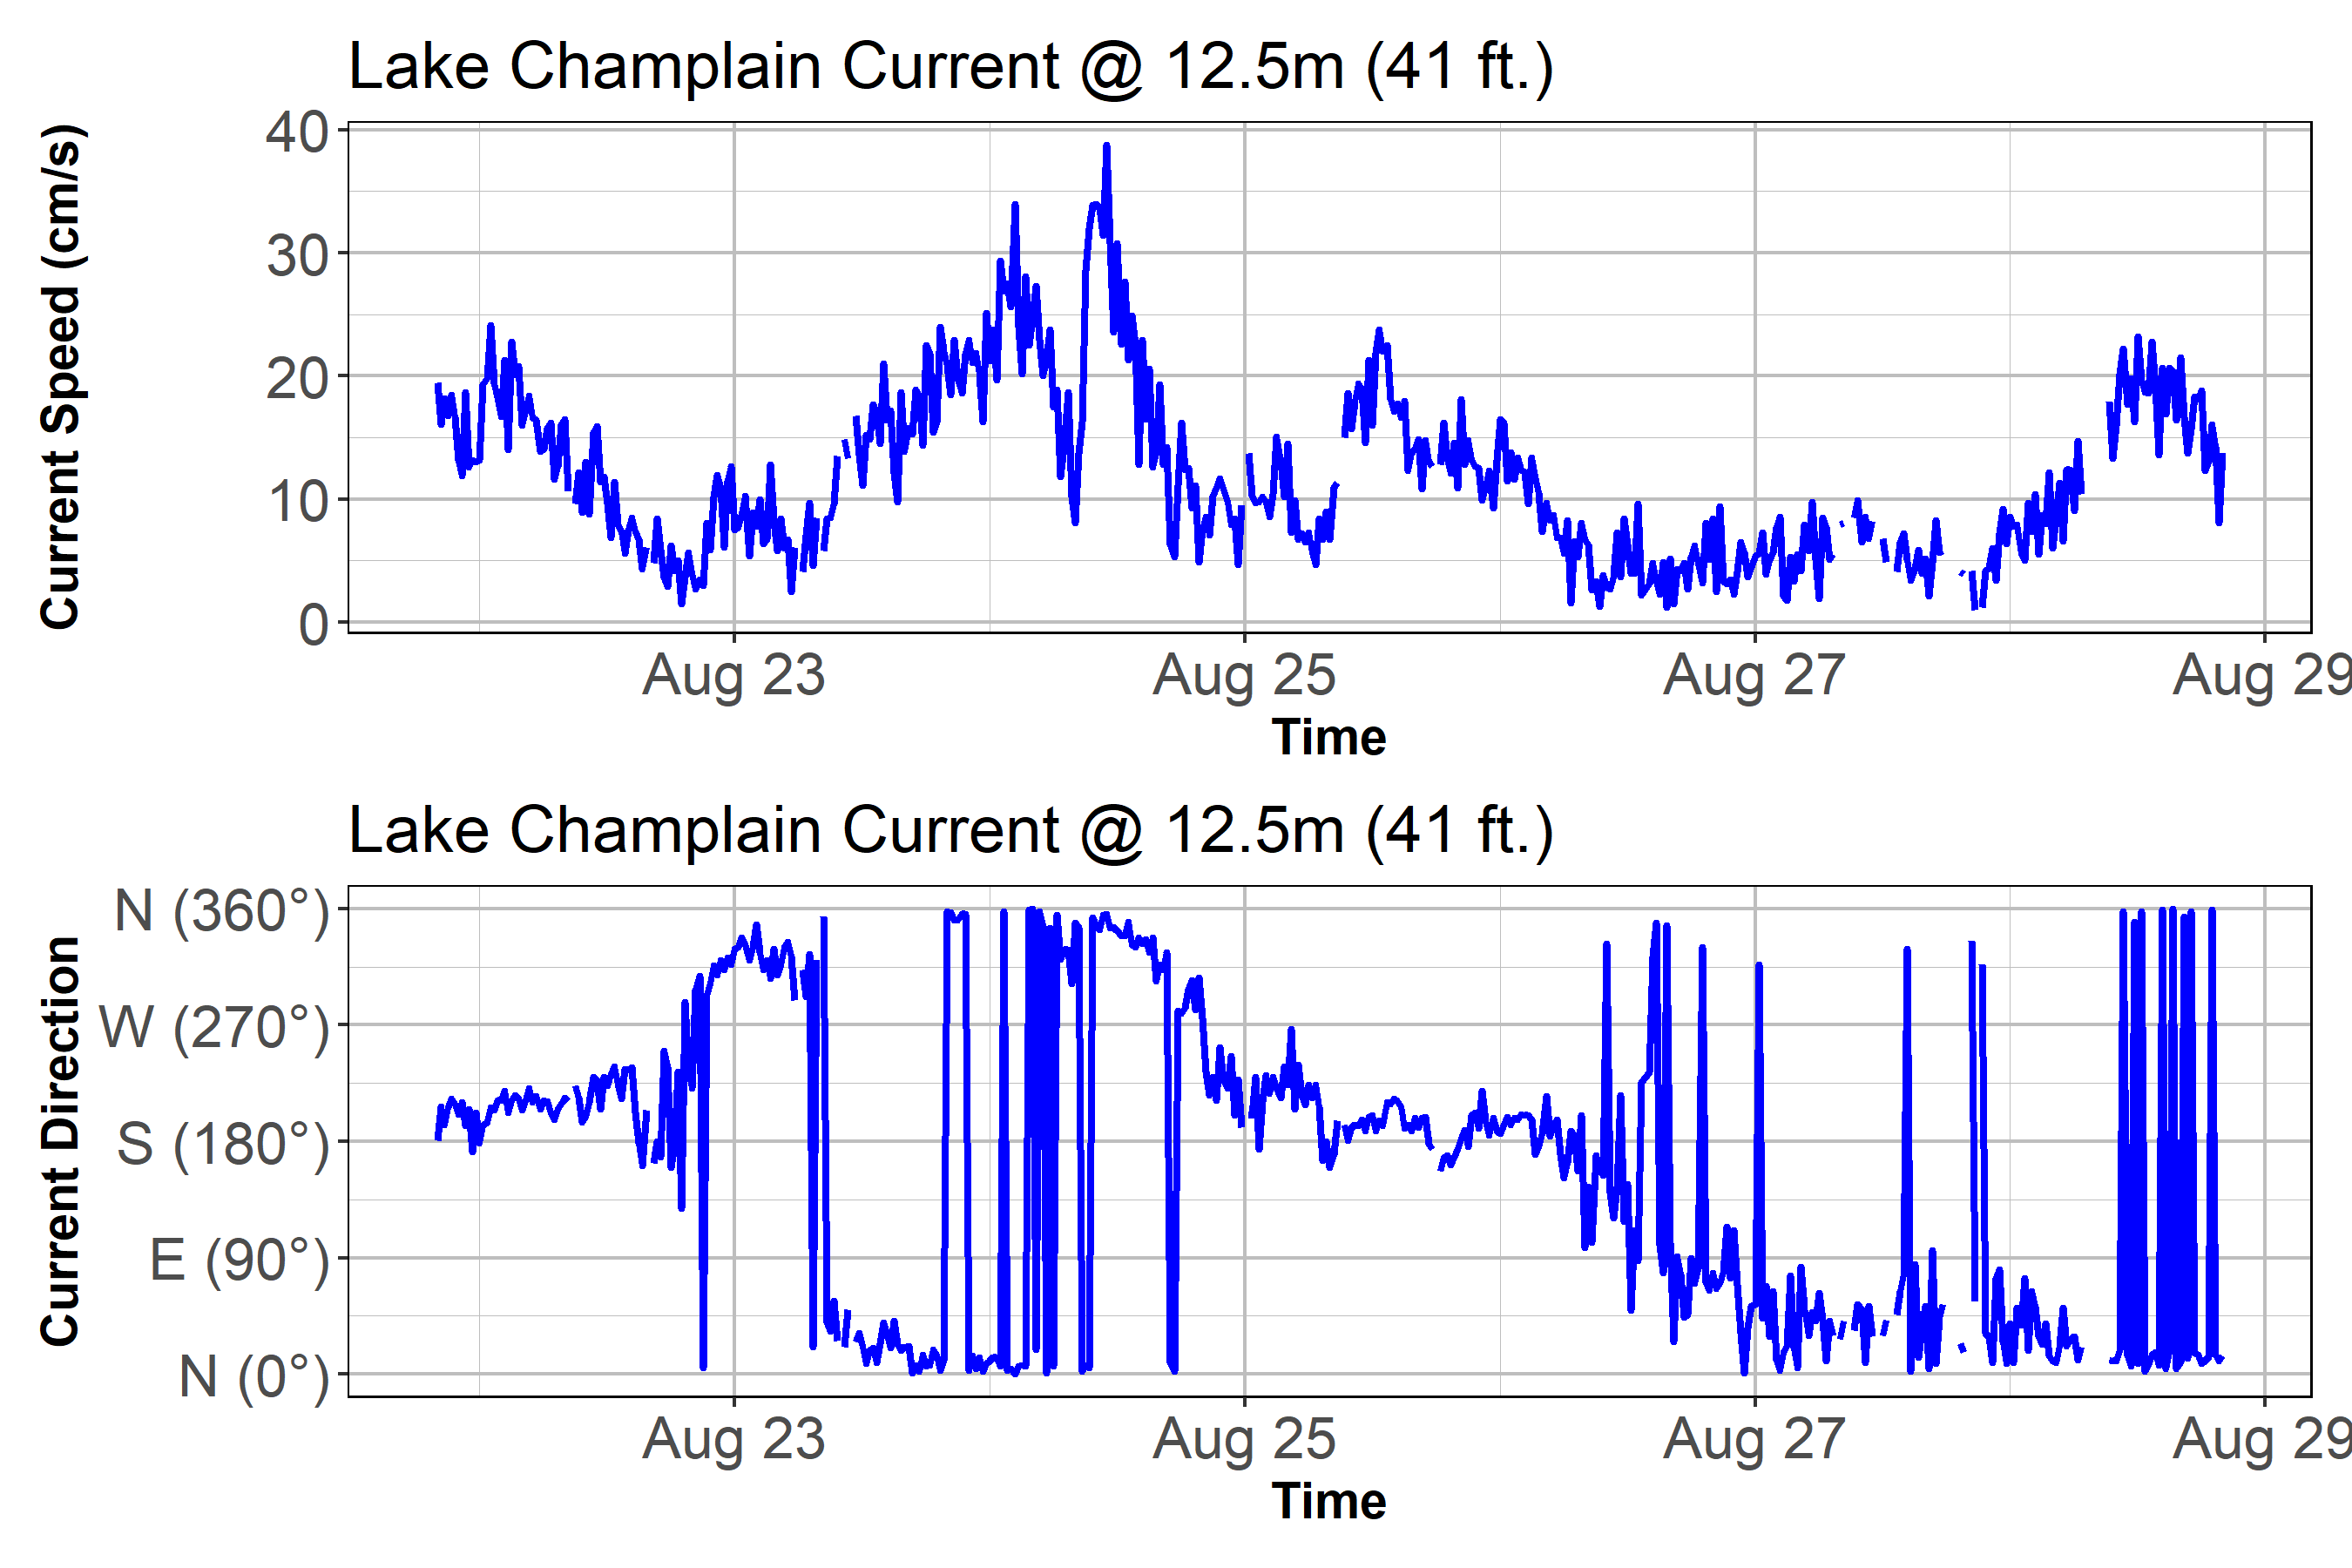 Lake Champlain Current @ 12.5m (41 ft.)
Current Speed (cm/s)
40
30
20
10
0
Aug 23 Aug 25 Aug 27 Aug 29
Time
Lake Champlain Current @ 12.5m (41 ft.)
Current Direction
N (360°)
W (270°)
S (180°)
E (90°)
N (0°)
Aug 23 Aug 25 Aug 27 Aug 29
Time